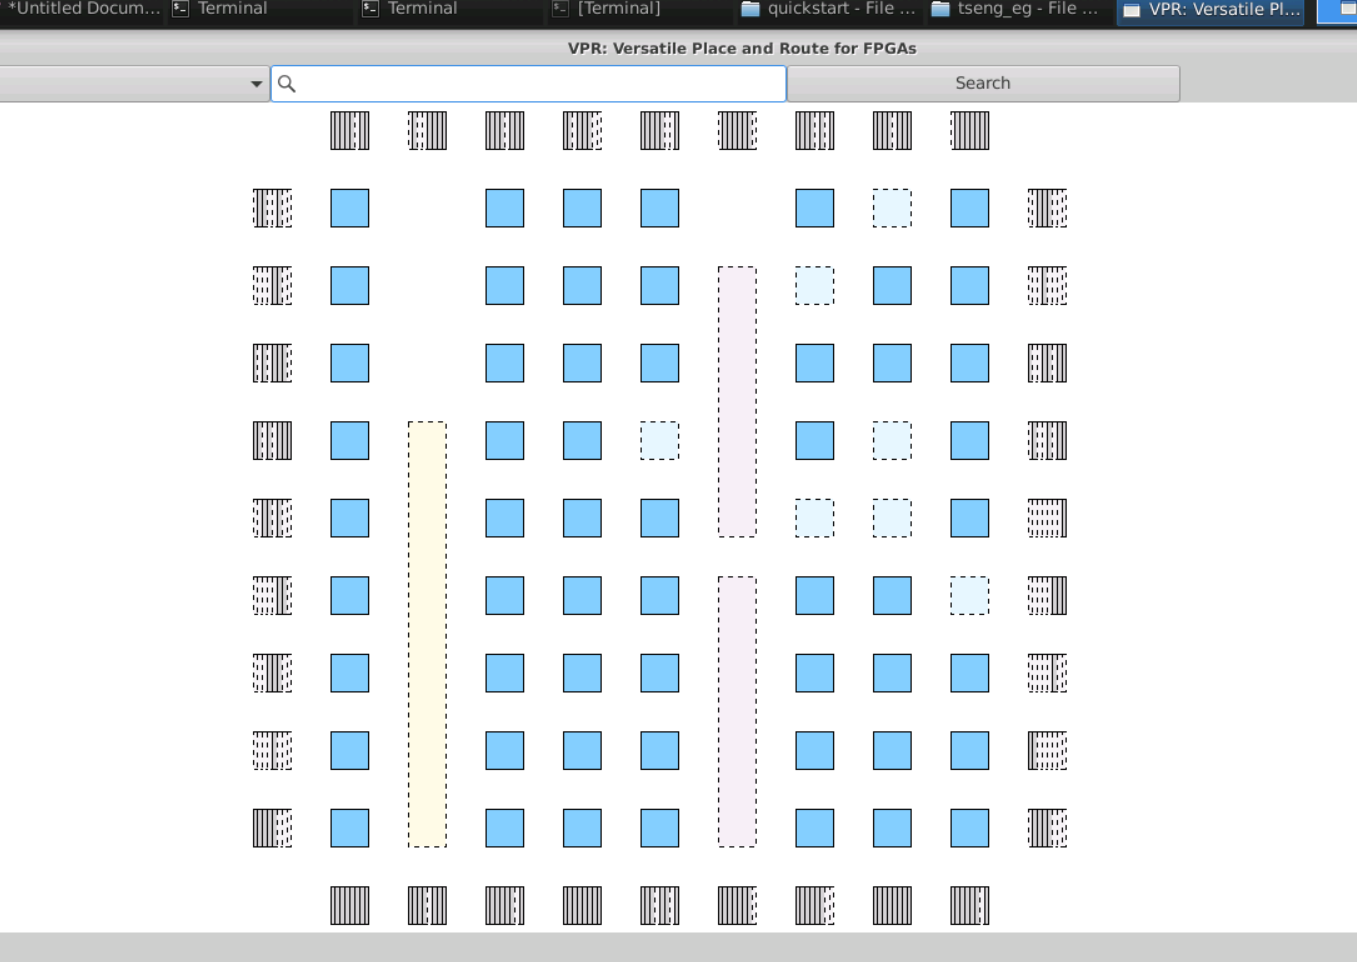 *Untitled Docum... Terminal Terminal [Terminal] quickstart - File ... tseng_eg - File ... VPR: Versatile Pl...
VPR: Versatile Place and Route for FPGAs
Search